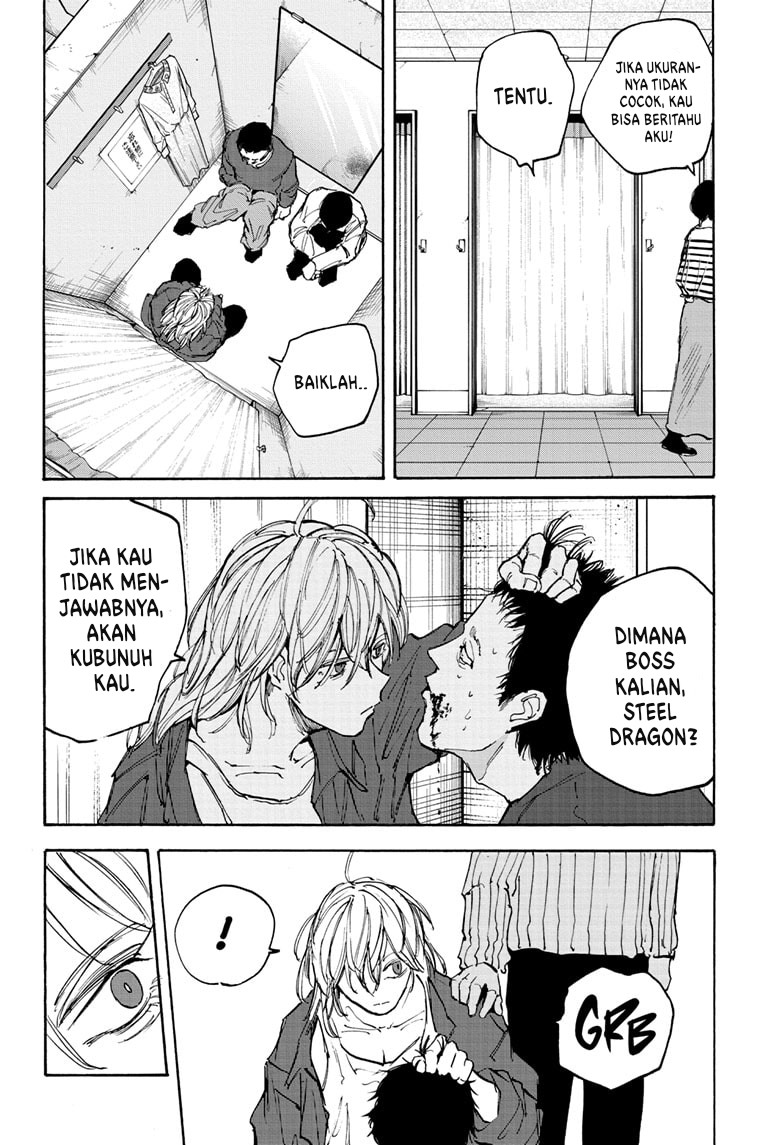 JIKA UKURAN-
NYA TIDAK
COCOK, KAU
BISA BERITAHU
AKU!
TENTU.
BAIKLAH..
DIMANA
BOSS
KALIAN,
STEEL
DRAGON?
JIKA KAU
TIDAK MEN-
JAWABNYA,
AKAN
KUBUNUH
KAU.
GRB
!